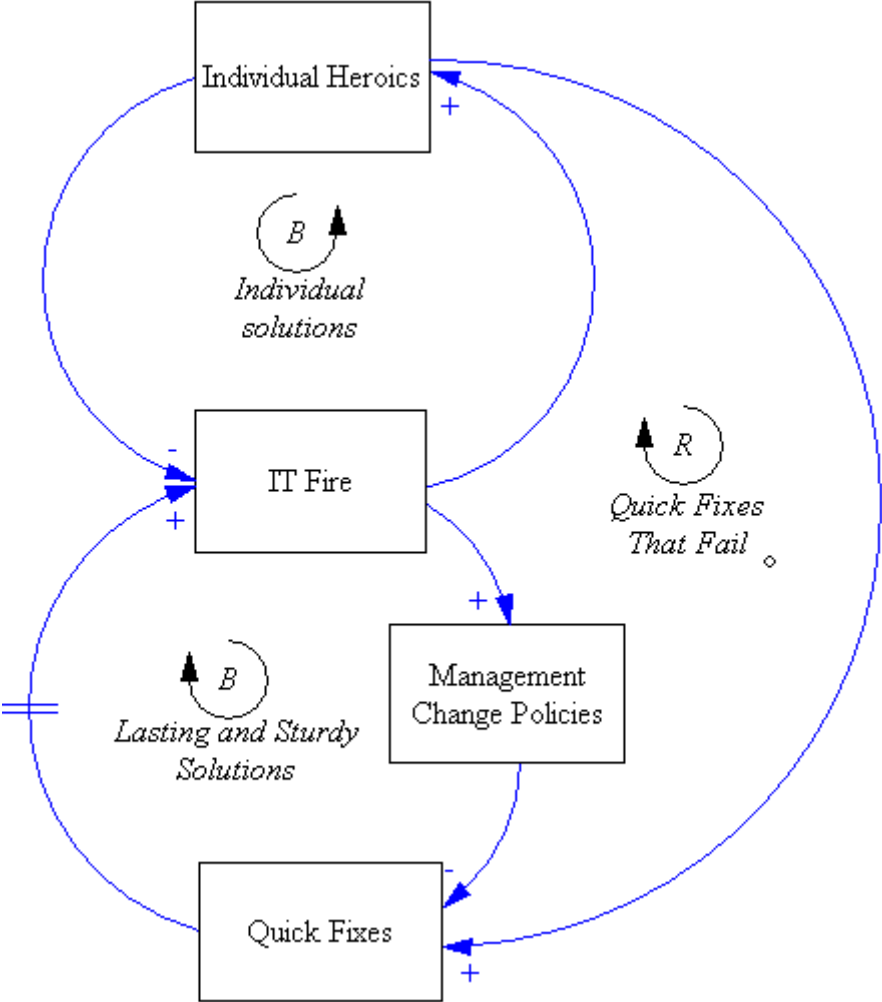 Individual Heroics
+
B
Individual
solutions
-
IT Fire
+
R
Quick Fixes
That Fail
+
B
Lasting and Sturdy
Solutions
Management
Change Policies
-
Quick Fixes
+